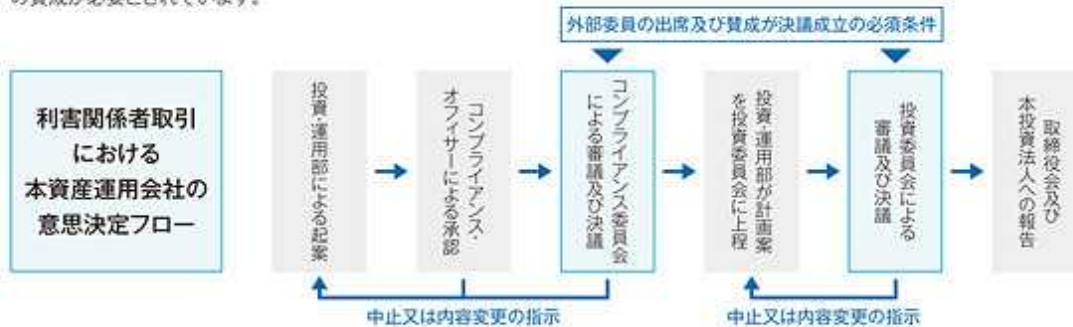 の賛成が必要とされています。
外部委員の出席及び賛成が決議成立の必須条件
利害関係者取引
における
本資産運用会社の
意思決定フロー
投資・運用部による起案
コンプライアンス・
オフィサーによる承認
コンプライアンス委員会
による審議及び決議
投資・運用部が計画案
を投資委員会に上程
投資委員会による
審議及び決議
取締役会及び
本投資法人への報告
中止又は内容変更の指示
中止又は内容変更の指示